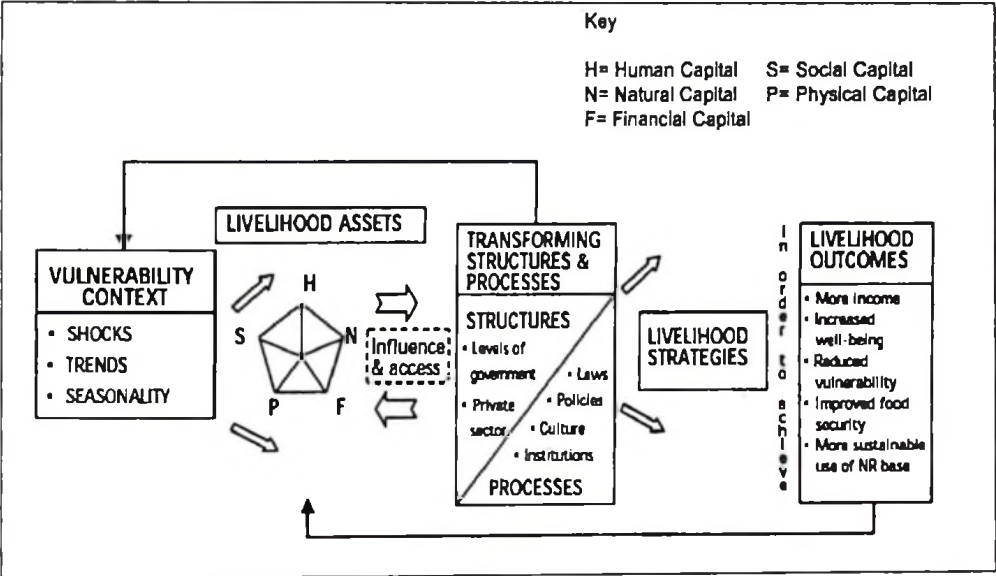 Key
H= Human Capital S= Social Capital
N= Natural Capital P= Physical Capital
F= Financial Capital
LIVELIHOOD ASSETS
VULNERABILITY
CONTEXT
• SHOCKS
• TRENDS
• SEASONALITY
H
S
N
P
F
Influence
& access
TRANSFORMING
STRUCTURES &
PROCESSES
STRUCTURES
• Levels of
government
• Private
sector
• Laws
• Policies
• Culture
• Institutions
PROCESSES
LIVELIHOOD
STRATEGIES
In order to achieve
LIVELIHOOD
OUTCOMES
• More income
• Increased
well-being
• Reduced
vulnerability
• Improved food
security
• More sustainable
use of NR base